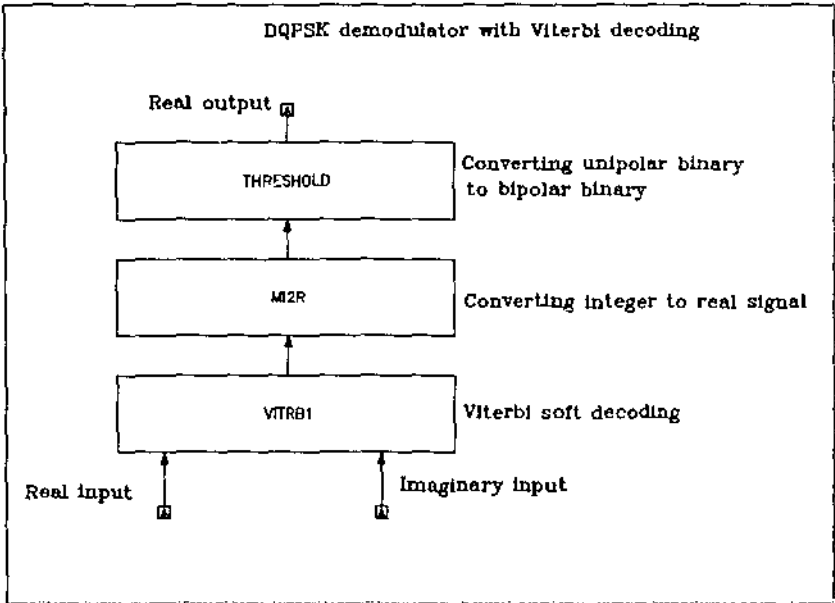 DQPSK demodulator with Viterbi decoding
Real output
THRESHOLD
Converting unipolar binary
to bipolar binary
MI2R
Converting integer to real signal
VITRB1
Viterbi soft decoding
Real input
Imaginary input